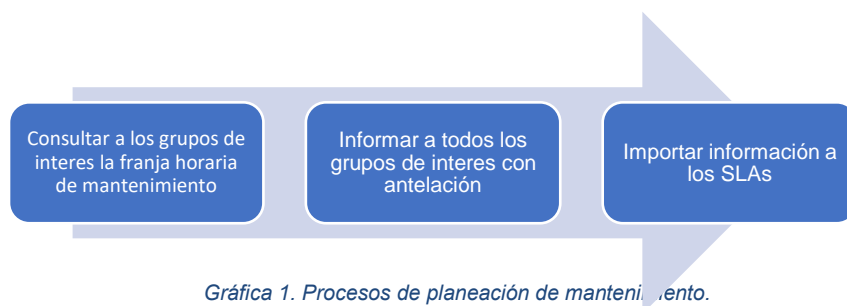 Consultar a los grupos de
interes la franja horaria
de mantenimiento
Informar a todos los
grupos de interes con
antelación
Importar información a
los SLAs
Gráfica 1. Procesos de planeación de mantenimiento.